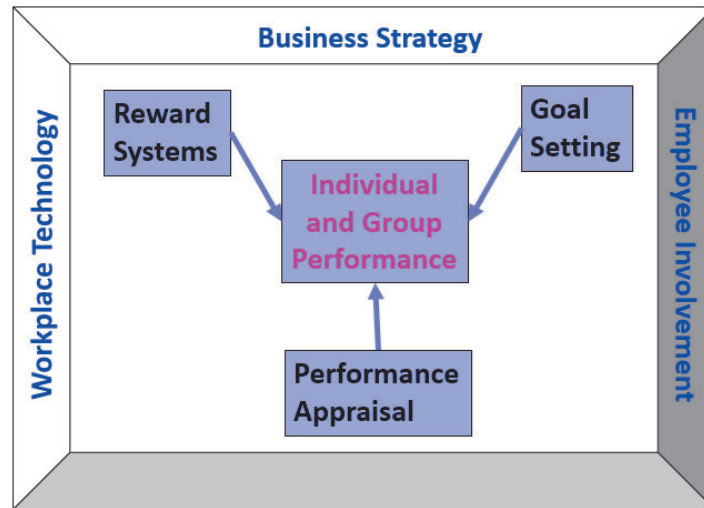 Business Strategy
Workplace Technology
Reward
Systems
Goal
Setting
Individual
and Group
Performance
Performance
Appraisal
Employee Involvement